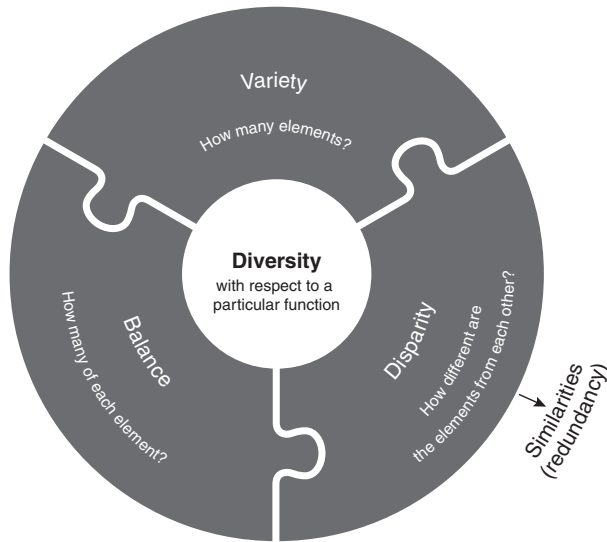 Variety
How many elements?
Diversity
with respect to a
particular function
Balance
How many of each element?
Disparity
How different are
the elements from each other?
Similarities
(redundancy)